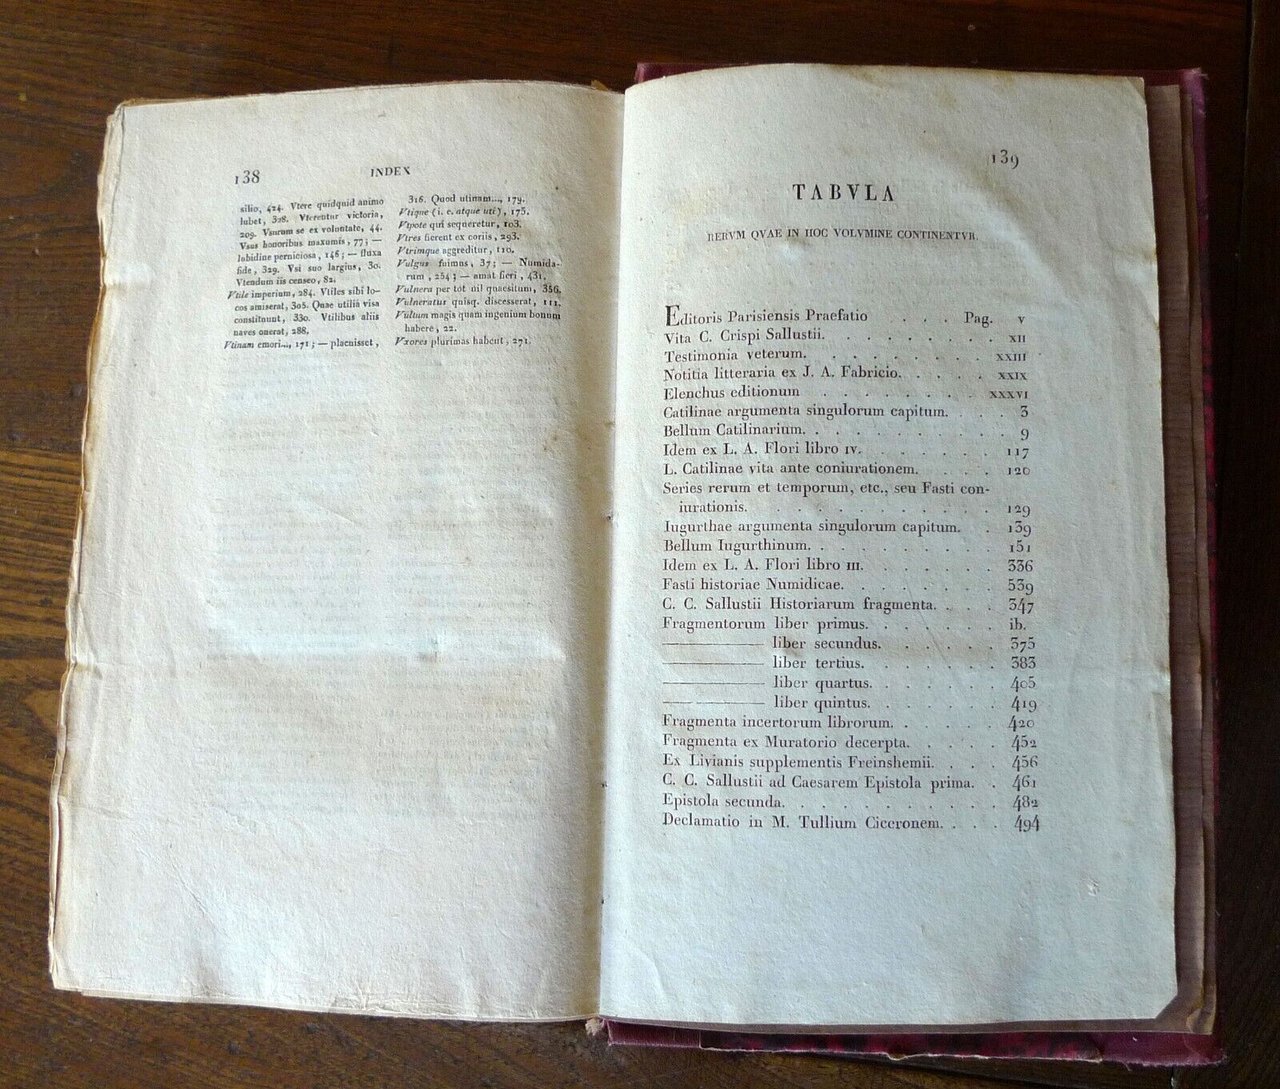 138 INDEX
silio, 424. Vtere quidquid animo
lubet, 328. Vterentur victoria,
209. Vsurum se ex voluntate, 44.
Vsus honoribus maxumis, 77; —
lubidine perniciosa, 146; — fluxa
fide, 329. Vsi suo largius, 30.
Vtendum iis censeo, 82.
Vtile imperium, 284. Vtiles sibi lo-
cos amiserat, 305. Quae utilia visa
constituunt, 330. Vtilibus aliis
naves onerat, 288.
Vtinam emori..., 171; — placuisset,
316. Quod utinam..., 179.
Vtique (i. e. atque uti), 175.
Vtpote qui sequeretur, 103.
Vtres fierent ex coriis, 293.
Vtrimque aggreditur, 110.
Vulgus fuimus, 37; — Numida-
rum, 254; — amat fieri, 431.
Vulnera per tot ui quaesitum, 356.
Vulneratus quisq. discesserat, 111.
Vultum magis quam ingenium bonum
habere, 22.
Vxores plurimas habent, 271.
139
TABVLA
RERVM QVAE IN HOC VOLVMINE CONTINENTVR.
Editoris Parisiensis Praefatio . . . Pag. v
Vita C. Crispi Sallustii. . . . . . . . . . xii
Testimonia veterum. . . . . . . . . . xxiii
Notitia litteraria ex J. A. Fabricio. . . . . xxix
Elenchus editionum . . . . . . . . xxxvi
Catilinae argumenta singulorum capitum. . . . 3
Bellum Catilinarium. . . . . . . . . . . 9
Idem ex L. A. Flori libro iv. . . . . . . . 117
L. Catilinae vita ante coniurationem. . . . . 120
Series rerum et temporum, etc., seu Fasti con-
iurationis. . . . . . . . . . . . . 129
Iugurthae argumenta singulorum capitum. . . 139
Bellum Iugurthinum. . . . . . . . . . 151
Idem ex L. A. Flori libro iii. . . . . . . . 336
Fasti historiae Numidicae. . . . . . . . . 539
C. C. Sallustii Historiarum fragmenta. . . . 347
Fragmentorum liber primus. . . . . . . . ib.
——— liber secundus. . . . . . 375
——— liber tertius. . . . . . . 383
——— liber quartus. . . . . . . 405
——— liber quintus. . . . . . . 419
Fragmenta incertorum librorum. . . . . . 420
Fragmenta ex Muratorio decerpta. . . . . 452
Ex Livianis supplementis Freinshemii. . . . 456
C. C. Sallustii ad Caesarem Epistola prima. . . 461
Epistola secunda. . . . . . . . . . . . 482
Declamatio in M. Tullium Ciceronem. . . . 494